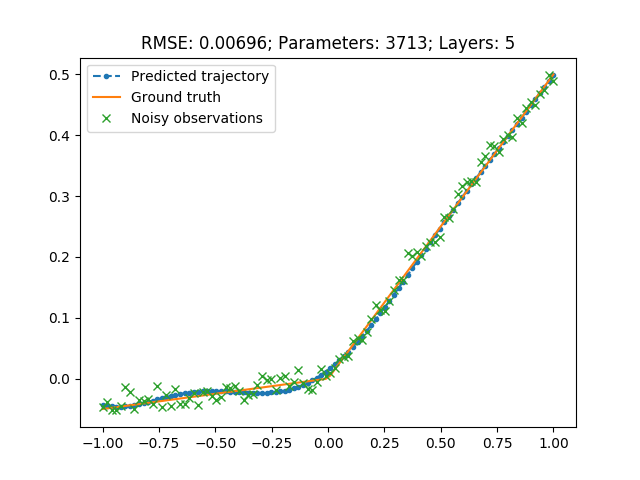 RMSE: 0.00696; Parameters: 3713; Layers: 5
Predicted trajectory
Ground truth
Noisy observations
0.5
0.4
0.3
0.2
0.1
0.0
−1.00 −0.75 −0.50 −0.25 0.00 0.25 0.50 0.75 1.00